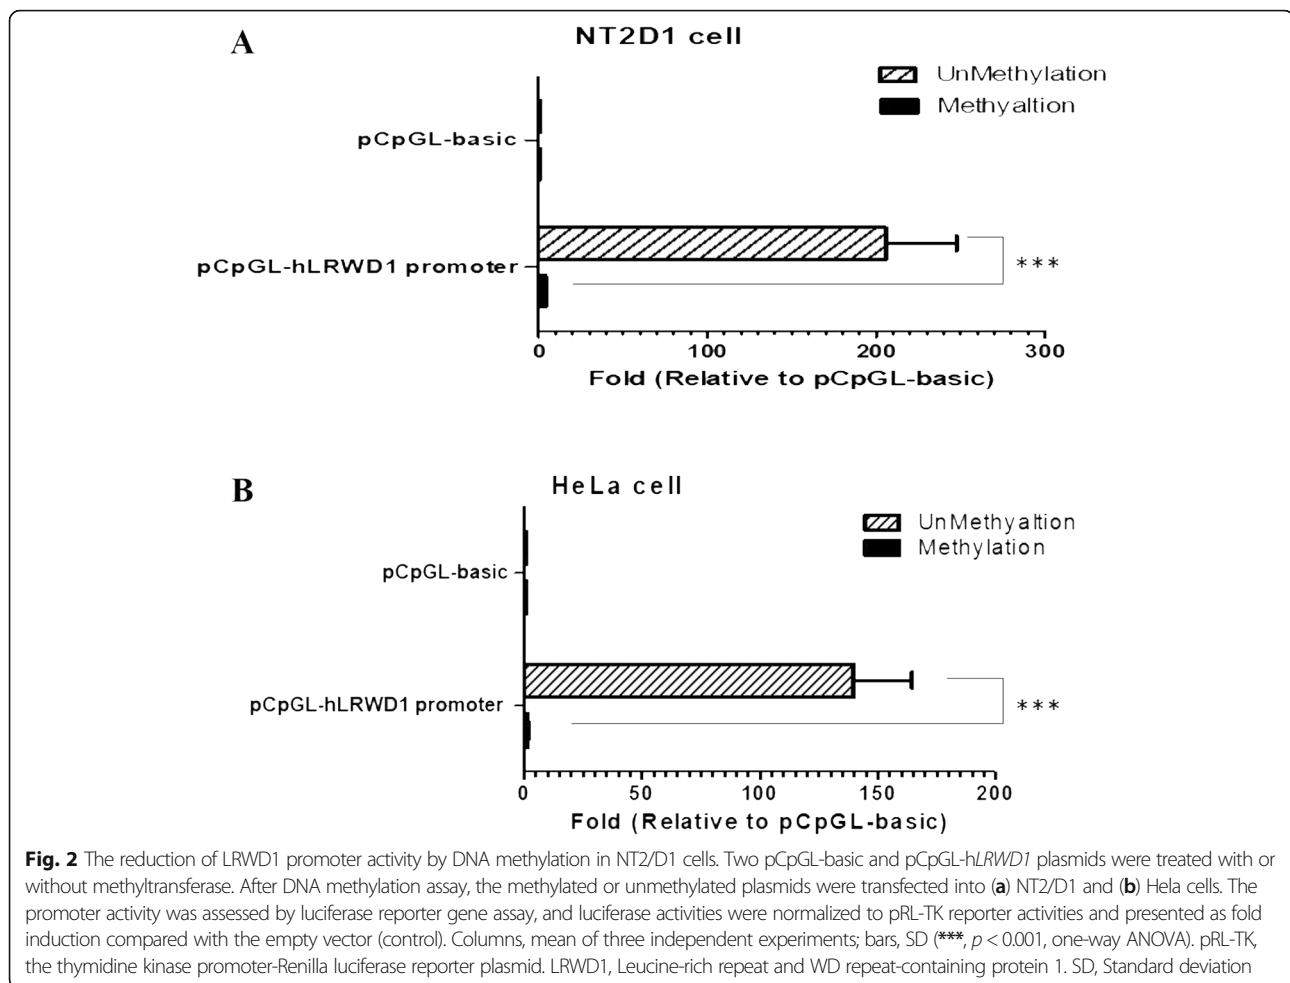 A
NT2D1 cell
UnMethylation
Methyaltion
pCpGL-basic
pCpGL-hLRWD1 promoter
***
0 100 200 300
Fold (Relative to pCpGL-basic)
B
HeLa cell
UnMethyaltion
Methylation
pCpGL-basic
pCpGL-hLRWD1 promoter
***
0 50 100 150 200
Fold (Relative to pCpGL-basic)
Fig. 2 The reduction of LRWD1 promoter activity by DNA methylation in NT2/D1 cells. Two pCpGL-basic and pCpGL-hLRWD1 plasmids were treated with or
without methyltransferase. After DNA methylation assay, the methylated or unmethylated plasmids were transfected into (a) NT2/D1 and (b) Hela cells. The
promoter activity was assessed by luciferase reporter gene assay, and luciferase activities were normalized to pRL-TK reporter activities and presented as fold
induction compared with the empty vector (control). Columns, mean of three independent experiments; bars, SD (***, p < 0.001, one-way ANOVA). pRL-TK,
the thymidine kinase promoter-Renilla luciferase reporter plasmid. LRWD1, Leucine-rich repeat and WD repeat-containing protein 1. SD, Standard deviation